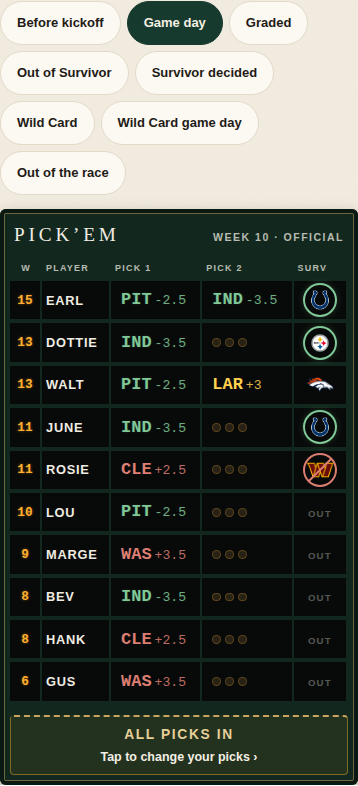 Before kickoff Game day Graded
Out of Survivor Survivor decided
Wild Card Wild Card game day
Out of the race
PICK’EM WEEK 10 · OFFICIAL
W PLAYER PICK 1 PICK 2 SURV
15 EARL PIT -2.5 IND -3.5
13 DOTTIE IND -3.5
13 WALT PIT -2.5 LAR +3
11 JUNE IND -3.5
11 ROSIE CLE +2.5
10 LOU PIT -2.5 OUT
9 MARGE WAS +3.5 OUT
8 BEV IND -3.5 OUT
8 HANK CLE +2.5 OUT
6 GUS WAS +3.5 OUT
ALL PICKS IN
Tap to change your picks ›